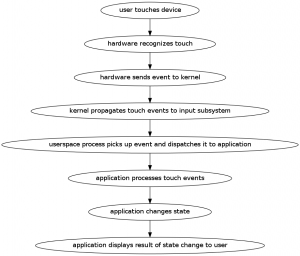 user touches device
hardware recognizes touch
hardware sends event to kernel
kernel propagates touch events to input subsystem
userspace process picks up event and dispatches it to application
application processes touch events
application changes state
application displays result of state change to user